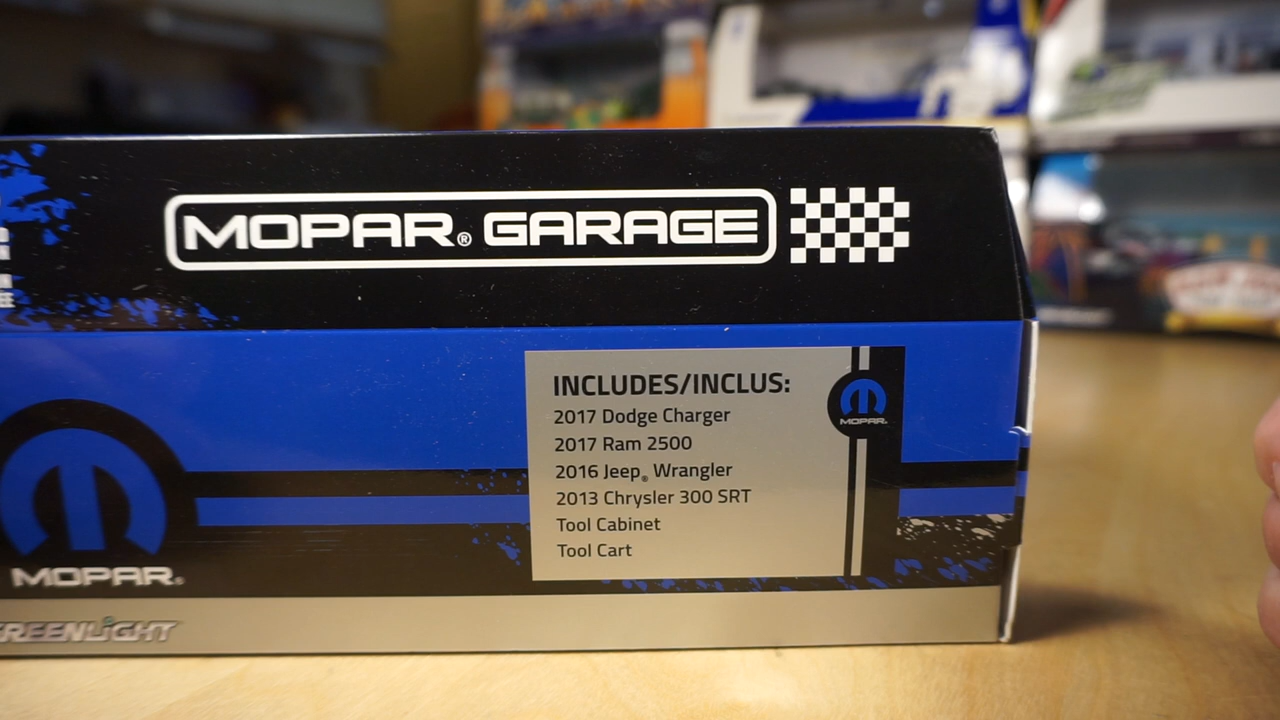 MOPAR® GARAGE
INCLUDES/INCLUS:
2017 Dodge Charger
2017 Ram 2500
2016 Jeep® Wrangler
2013 Chrysler 300 SRT
Tool Cabinet
Tool Cart
MOPAR®
MOPAR®
REENLIGHT